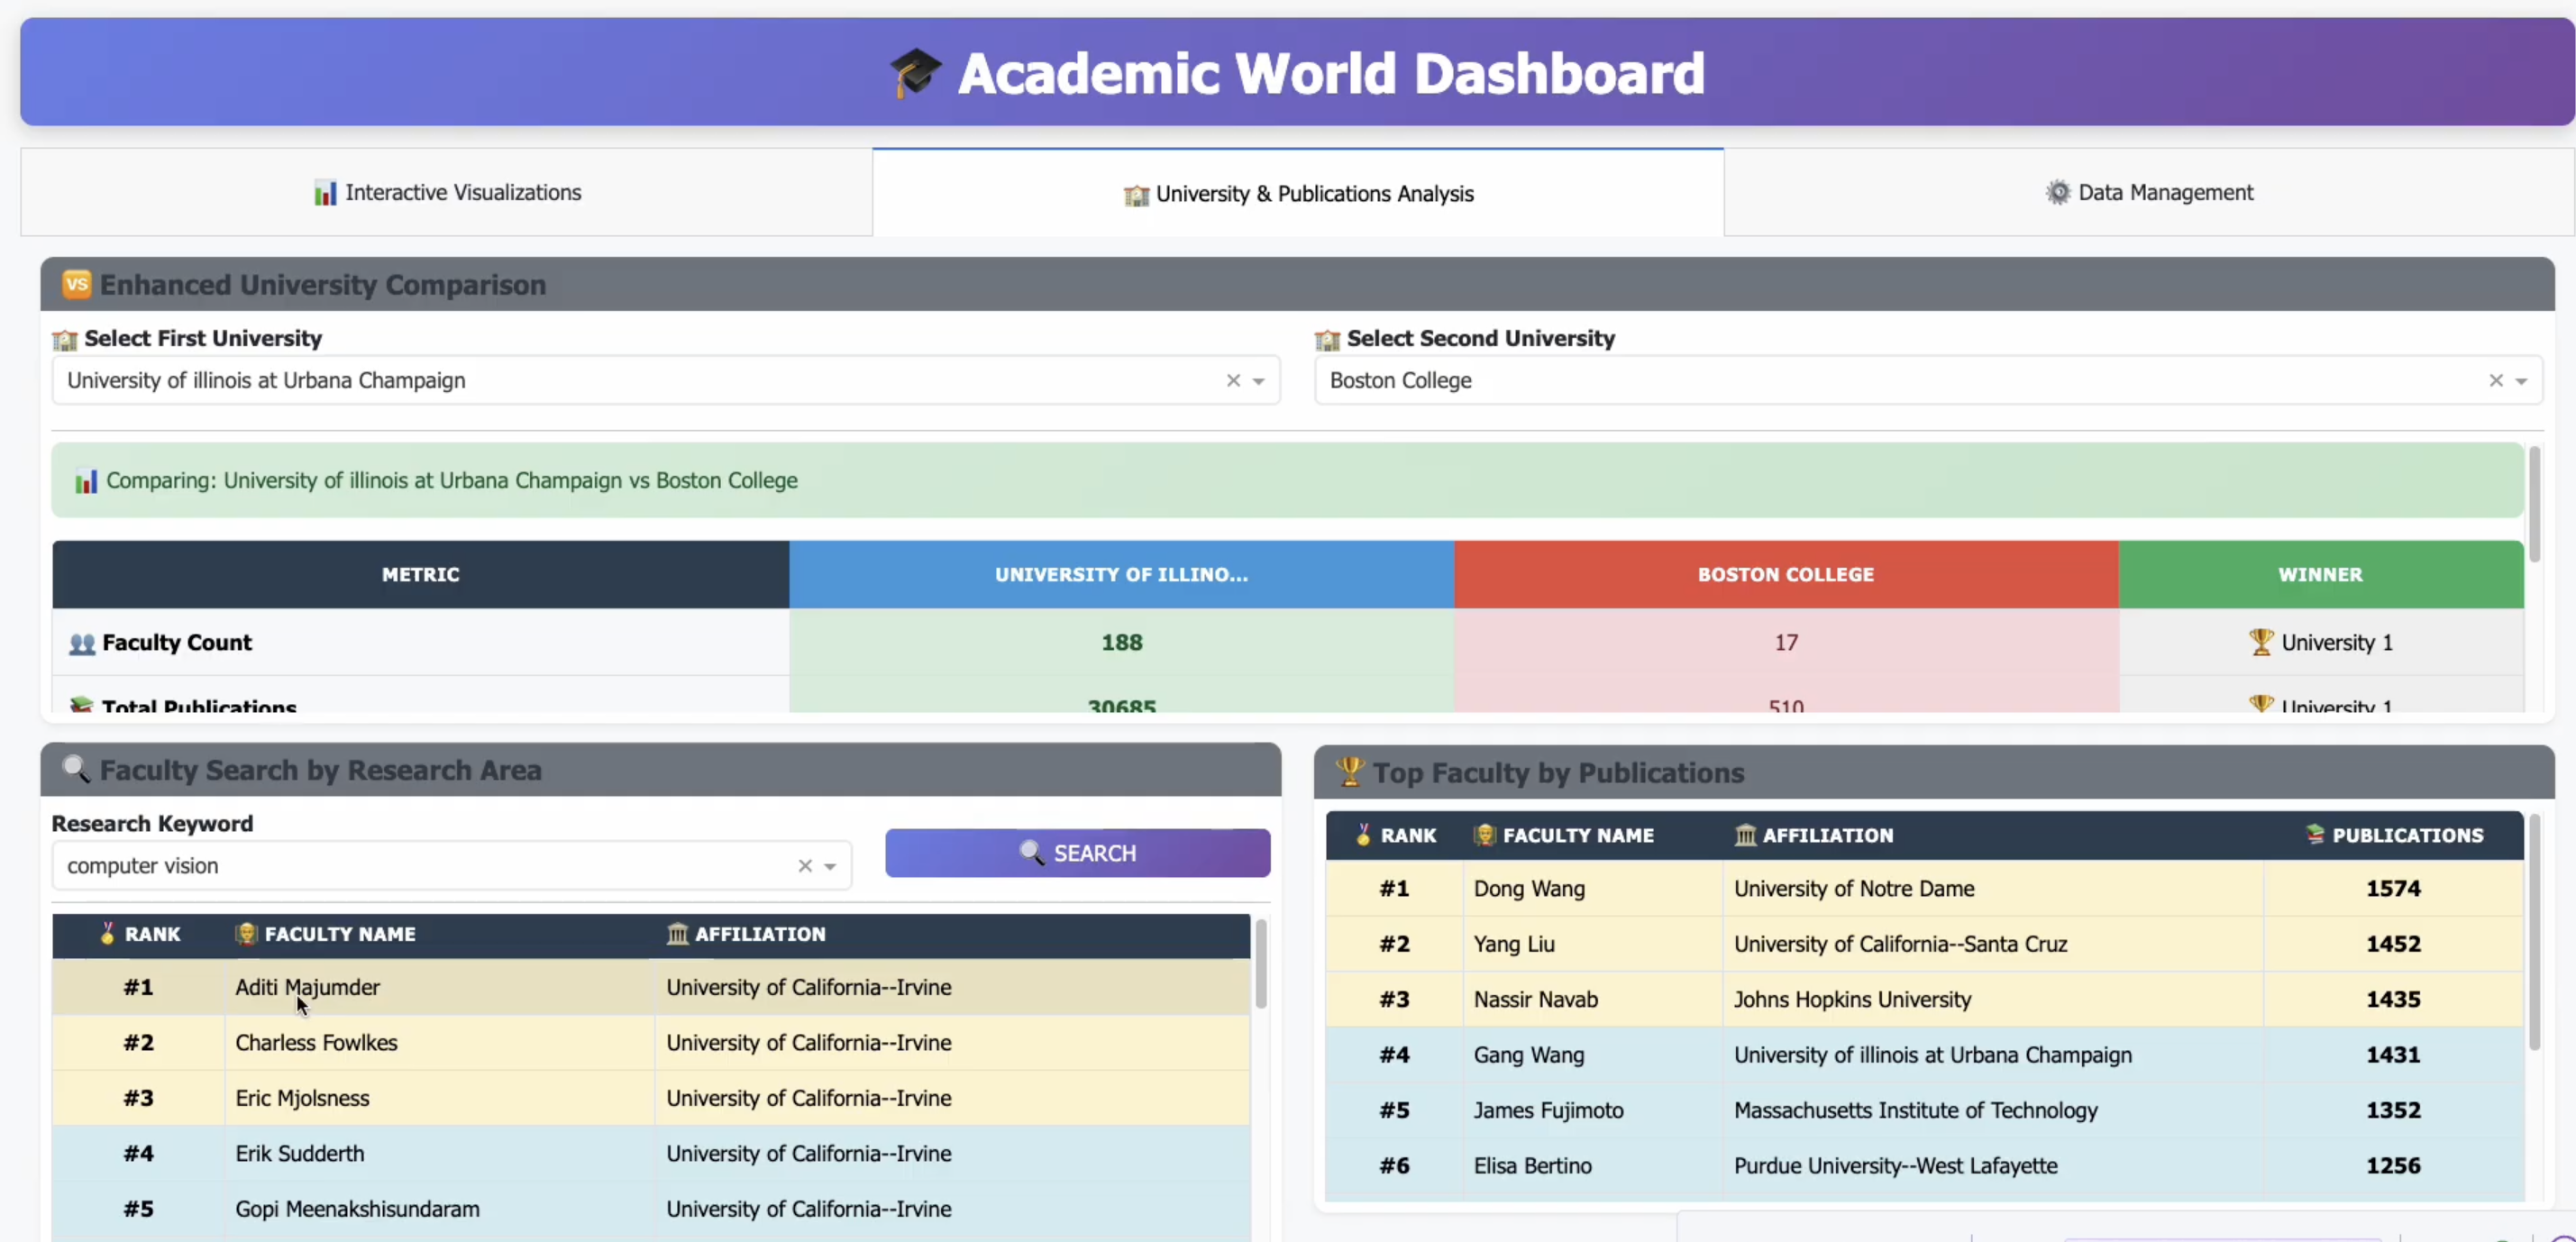 Academic World Dashboard
Interactive Visualizations
University & Publications Analysis
Data Management
VS Enhanced University Comparison
Select First University
Select Second University
University of illinois at Urbana Champaign
Boston College
Comparing: University of illinois at Urbana Champaign vs Boston College
METRIC UNIVERSITY OF ILLINO... BOSTON COLLEGE WINNER
Faculty Count 188 17 University 1
Total Publications 30685 510 University 1
Faculty Search by Research Area
Research Keyword
computer vision
SEARCH
RANK FACULTY NAME AFFILIATION
#1 Aditi Majumder University of California--Irvine
#2 Charless Fowlkes University of California--Irvine
#3 Eric Mjolsness University of California--Irvine
#4 Erik Sudderth University of California--Irvine
#5 Gopi Meenakshisundaram University of California--Irvine
Top Faculty by Publications
RANK FACULTY NAME AFFILIATION PUBLICATIONS
#1 Dong Wang University of Notre Dame 1574
#2 Yang Liu University of California--Santa Cruz 1452
#3 Nassir Navab Johns Hopkins University 1435
#4 Gang Wang University of illinois at Urbana Champaign 1431
#5 James Fujimoto Massachusetts Institute of Technology 1352
#6 Elisa Bertino Purdue University--West Lafayette 1256